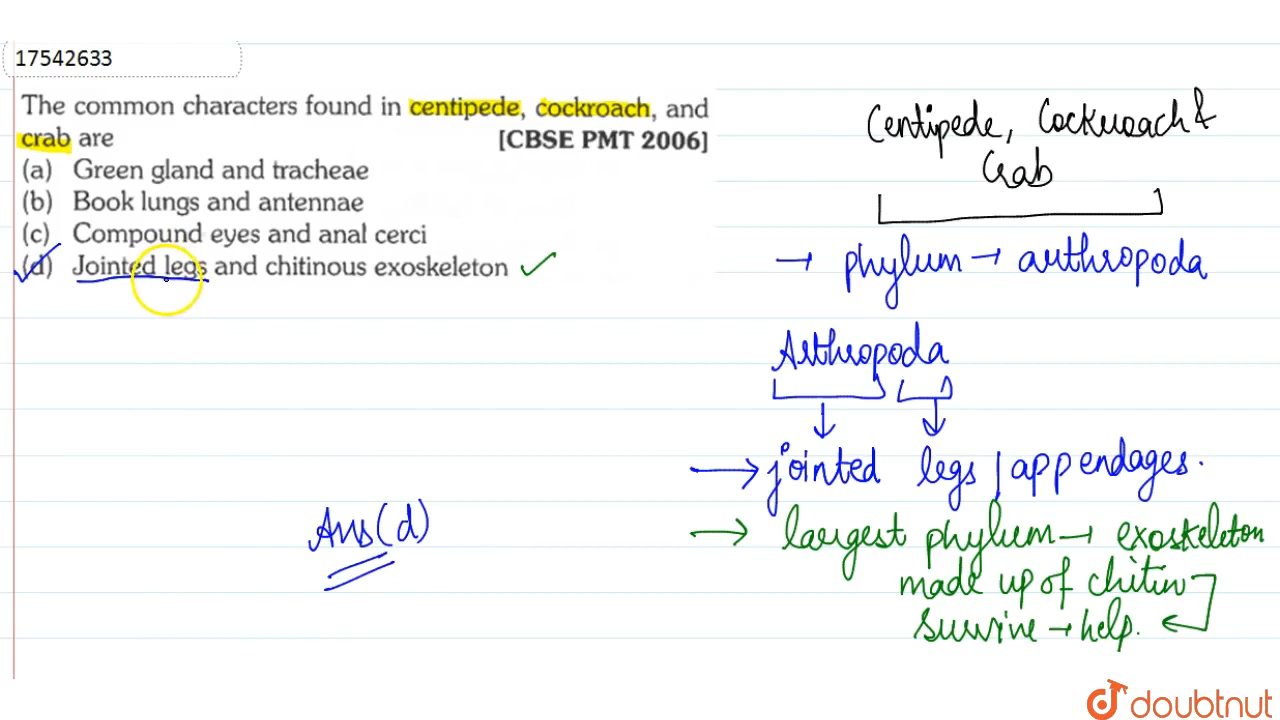 17542633
The common characters found in centipede, cockroach, and
crab are [CBSE PMT 2006]
(a) Green gland and tracheae
(b) Book lungs and antennae
(c) Compound eyes and anal cerci
(d) Jointed legs and chitinous exoskeleton
Ans(d)
Centipede, Cockroach &
Crab
→ phylum → arthropoda
Arthropoda
→ jointed legs | appendages.
→ largest phylum → exoskeleton
made up of chitin
survive → help.
doubtnut